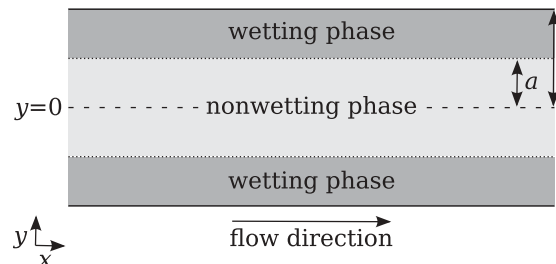 wetting phase
a
y=0
nonwetting phase
wetting phase
y
x
flow direction